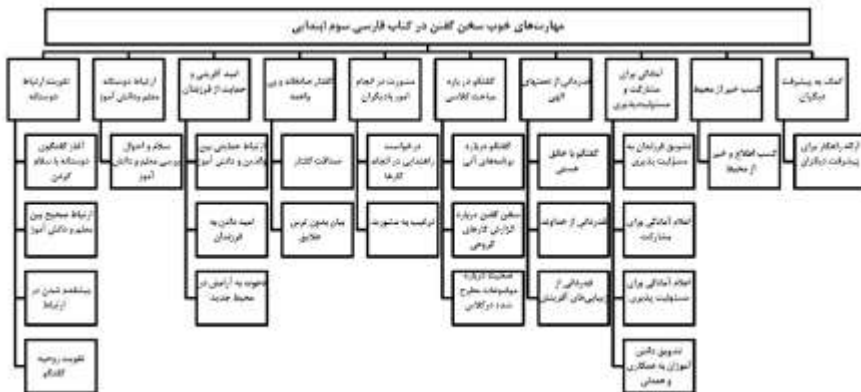 مهارت‌های خوب سخن گفتن در کتاب فارسی سوم ابتدایی
کمک به پیشرفت
دیگران
کسب خبر از محیط
آمادگی برای
مشارکت و
مسئولیت‌پذیری
قدردانی از نعمتهای
الهی
گفتگو در باره
مباحث کلاسی
مشورت در انجام
امور با دیگران
گفتار صادقانه و بی
واهمه
امید آفرینی و
حمایت از فرزندان
ارتباط دوستانه
معلم و دانش آموز
تقویت ارتباط
دوستانه
ارائه راهکار برای
پیشرفت دیگران
کسب اطلاع و خبر
از محیط
تشویق فرزندان به
مسئولیت پذیری
اعلام آمادگی برای
مشارکت
اعلام آمادگی برای
مسئولیت پذیری
تشویق دانش
آموزان به همکاری
و همدلی
گفتگو با خالق
هستی
قدردانی از خداوند
قدردانی از
زیبایی‌های آفرینش
گفتگو درباره
برنامه‌های آتی
سخن گفتن درباره
گزارش کارهای
گروهی
صحبت درباره
موضوعات مطرح
شده در کلاس
درخواست
راهنمایی در انجام
کارها
ترغیب به مشورت
صداقت گفتار
بیان بدون ترس
حقایق
ارتباط حمایتی بین
والدین و دانش آموز
امید دادن به
فرزندان
دعوت به آرامش در
محیط جدید
سلام و احوال
پرسی معلم و دانش
آموز
آغاز گفتگوی
دوستانه با سلام
کردن
ارتباط صحیح بین
معلم و دانش آموز
پیشقدم شدن در
ارتباط
تقویت روحیه
گفتگو